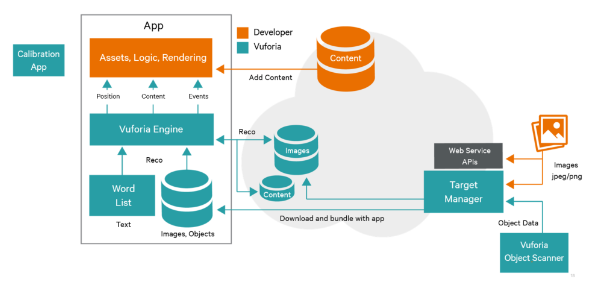 App
Developer
Vuforia
Calibration
App
Assets, Logic, Rendering
Content
Add Content
Position
Content
Events
Vuforia Engine
Reco
Images
Web Service
APIs
Images
jpeg/png
Reco
Word
List
Content
Target
Manager
Download and bundle with app
Text
Images, Objects
Object Data
Vuforia
Object Scanner